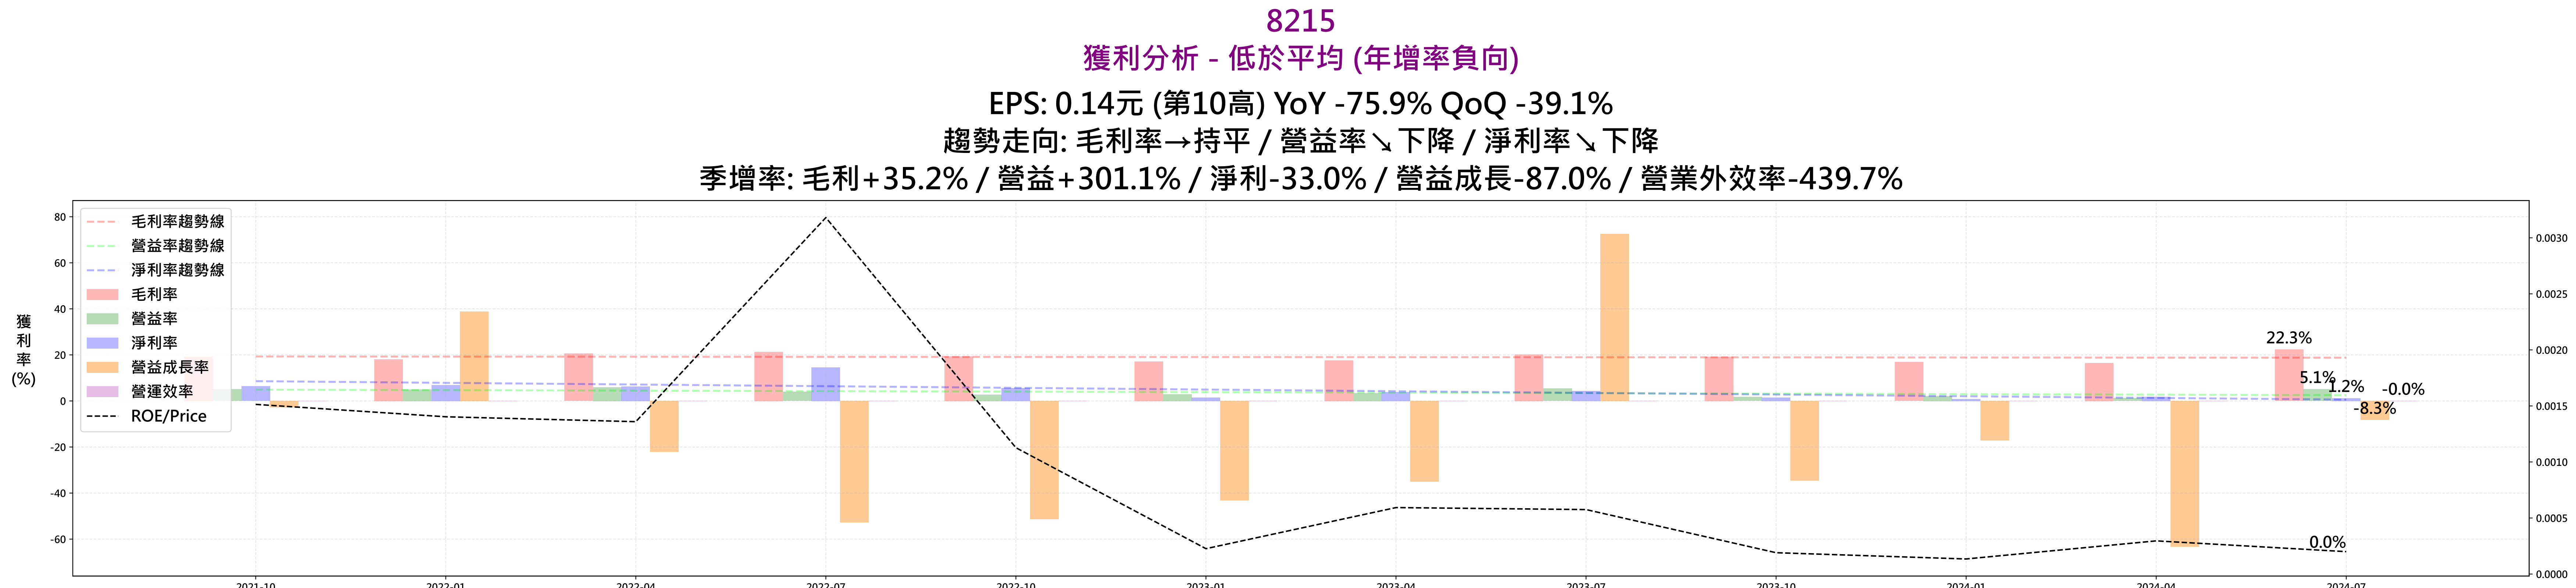 8215
獲利分析 - 低於平均 (年增率負向)
EPS: 0.14元 (第10高) YoY -75.9% QoQ -39.1%
趨勢走向: 毛利率→持平 / 營益率↘下降 / 淨利率↘下降
季增率: 毛利+35.2% / 營益+301.1% / 淨利-33.0% / 營益成長-87.0% / 營業外效率-439.7%
獲
利
率
(%)
80
60
40
20
0
-20
-40
-60
毛利率趨勢線
營益率趨勢線
淨利率趨勢線
毛利率
營益率
淨利率
營益成長率
營運效率
ROE/Price
22.3%
5.1%
1.2%
-0.0%
-8.3%
0.0%
0.0030
0.0025
0.0020
0.0015
0.0010
0.0005
0.0000
2021-10
2022-01
2022-04
2022-07
2022-10
2023-01
2023-04
2023-07
2023-10
2024-01
2024-04
2024-07